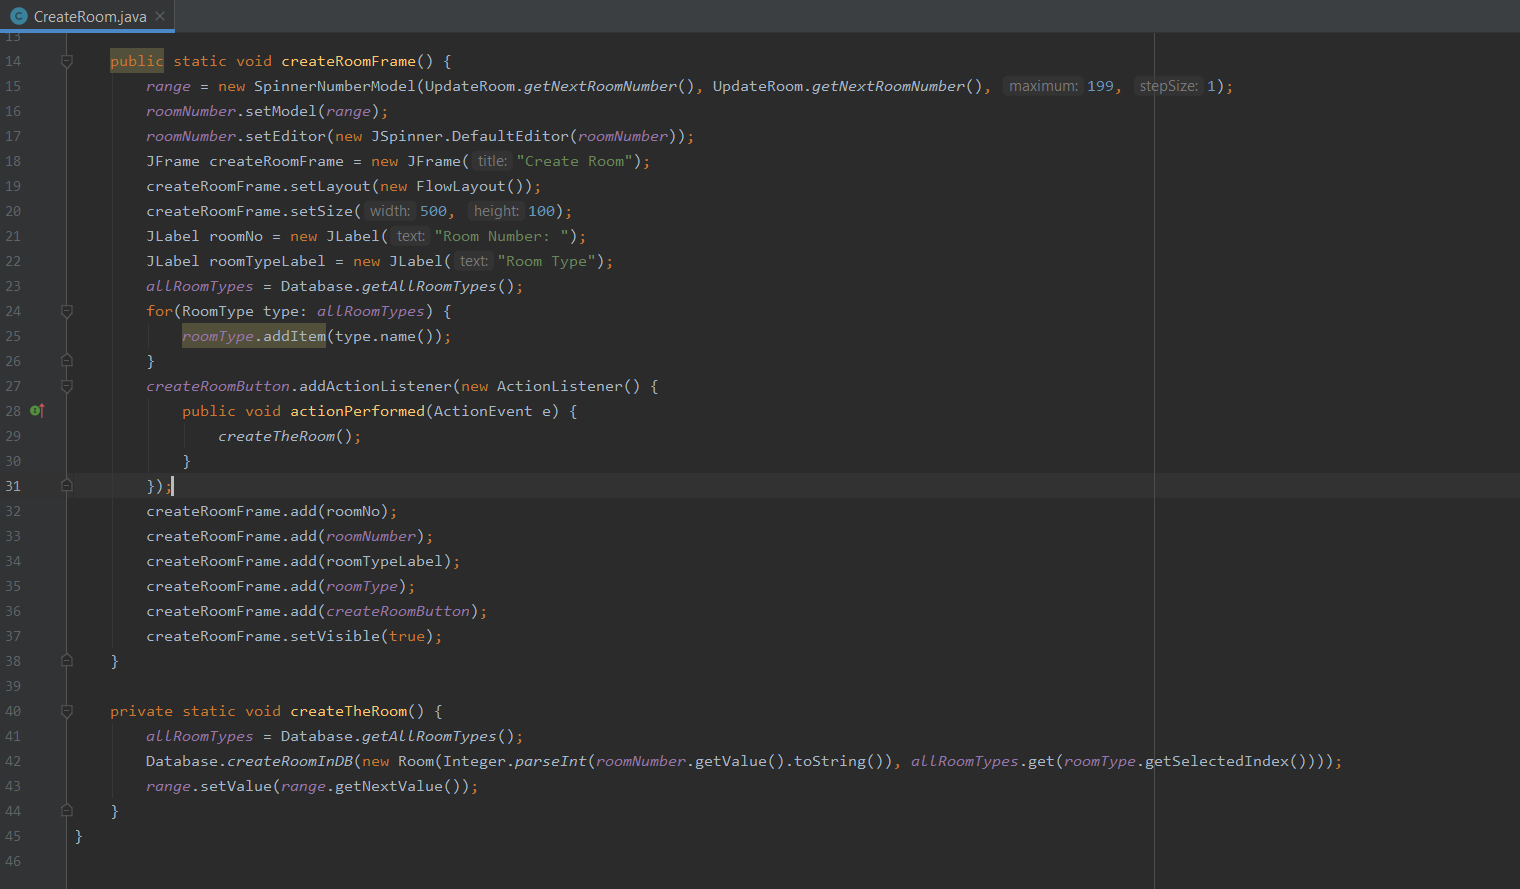 CreateRoom.java
13
14 public static void createRoomFrame() {
15 range = new SpinnerNumberModel(UpdateRoom.getNextRoomNumber(), UpdateRoom.getNextRoomNumber(), maximum: 199, stepSize: 1);
16 roomNumber.setModel(range);
17 roomNumber.setEditor(new JSpinner.DefaultEditor(roomNumber));
18 JFrame createRoomFrame = new JFrame( title: "Create Room");
19 createRoomFrame.setLayout(new FlowLayout());
20 createRoomFrame.setSize( width: 500, height: 100);
21 JLabel roomNo = new JLabel( text: "Room Number: ");
22 JLabel roomTypeLabel = new JLabel( text: "Room Type");
23 allRoomTypes = Database.getAllRoomTypes();
24 for(RoomType type: allRoomTypes) {
25 roomType.addItem(type.name());
26 }
27 createRoomButton.addActionListener(new ActionListener() {
28 public void actionPerformed(ActionEvent e) {
29 createTheRoom();
30 }
31 });
32 createRoomFrame.add(roomNo);
33 createRoomFrame.add(roomNumber);
34 createRoomFrame.add(roomTypeLabel);
35 createRoomFrame.add(roomType);
36 createRoomFrame.add(createRoomButton);
37 createRoomFrame.setVisible(true);
38 }
39
40 private static void createTheRoom() {
41 allRoomTypes = Database.getAllRoomTypes();
42 Database.createRoomInDB(new Room(Integer.parseInt(roomNumber.getValue().toString()), allRoomTypes.get(roomType.getSelectedIndex())));
43 range.setValue(range.getNextValue());
44 }
45 }
46